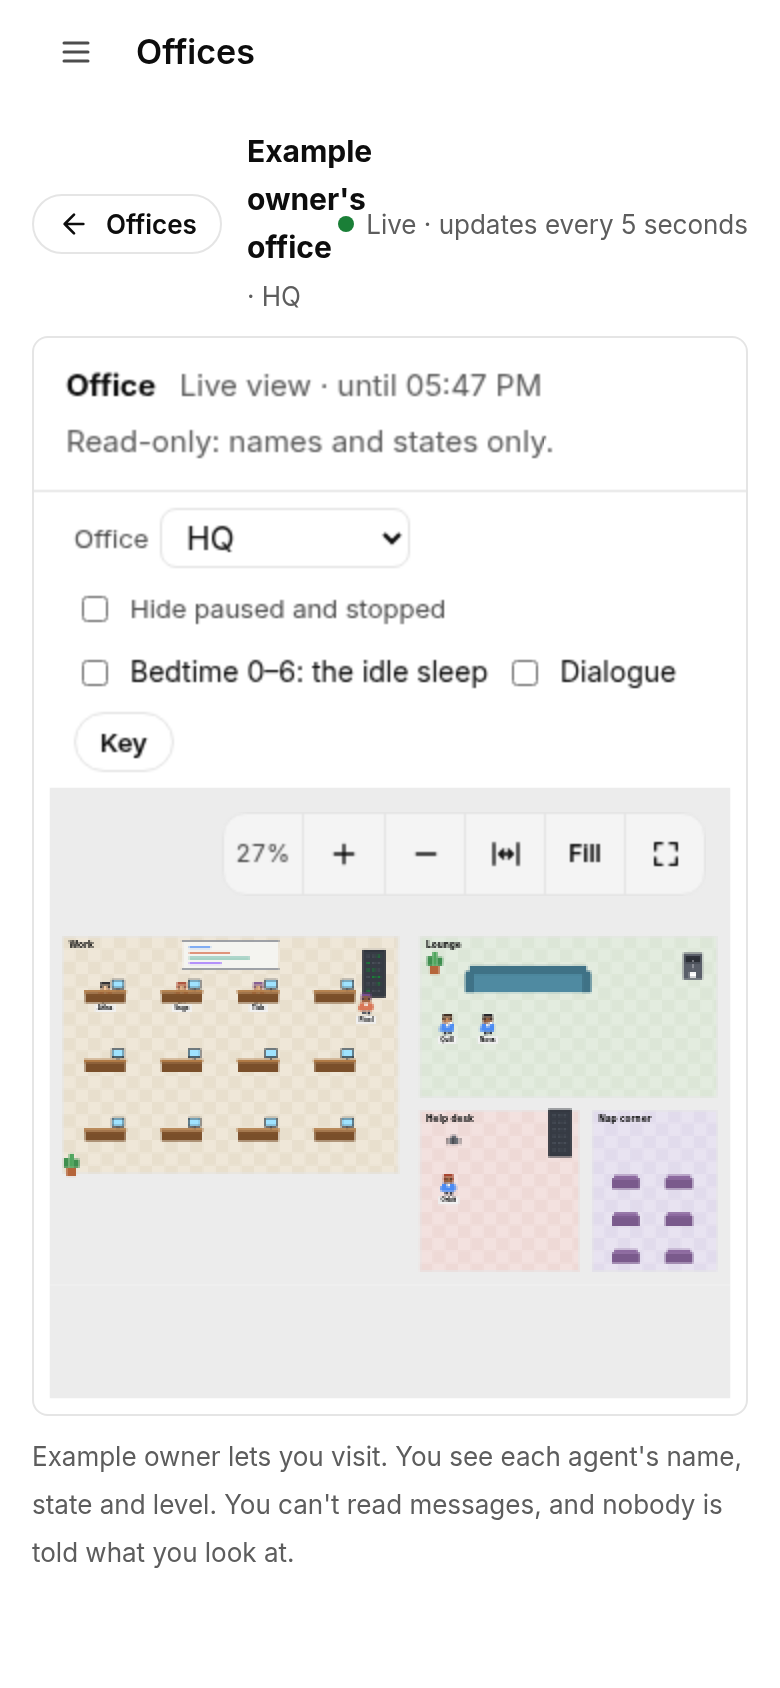 Offices
Example
owner's
office
· HQ
Offices
Live · updates every 5 seconds
Office Live view · until 05:47 PM
Read-only: names and states only.
Office HQ
Hide paused and stopped
Bedtime 0–6: the idle sleep Dialogue
Key
27% + − Fill
Work
Lounge
Help desk
Nap corner
Example owner lets you visit. You see each agent's name,
state and level. You can't read messages, and nobody is
told what you look at.